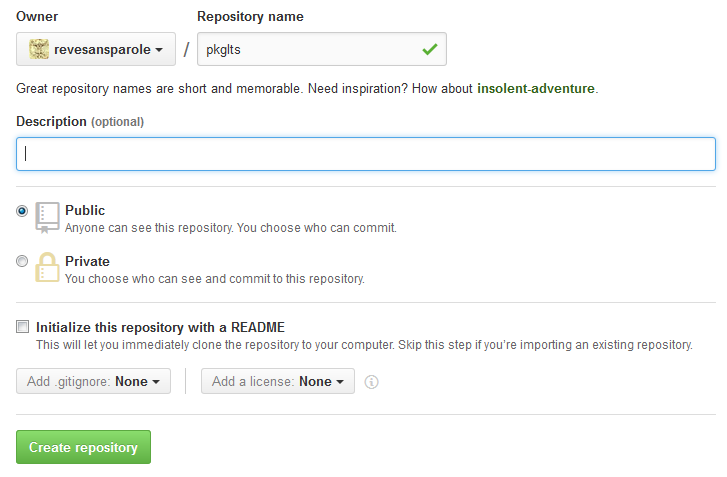 Owner Repository name
revesansparole / pkglts
Great repository names are short and memorable. Need inspiration? How about insolent-adventure.
Description (optional)
Public
Anyone can see this repository. You choose who can commit.
Private
You choose who can see and commit to this repository.
Initialize this repository with a README
This will let you immediately clone the repository to your computer. Skip this step if you’re importing an existing repository.
Add .gitignore: None Add a license: None
Create repository